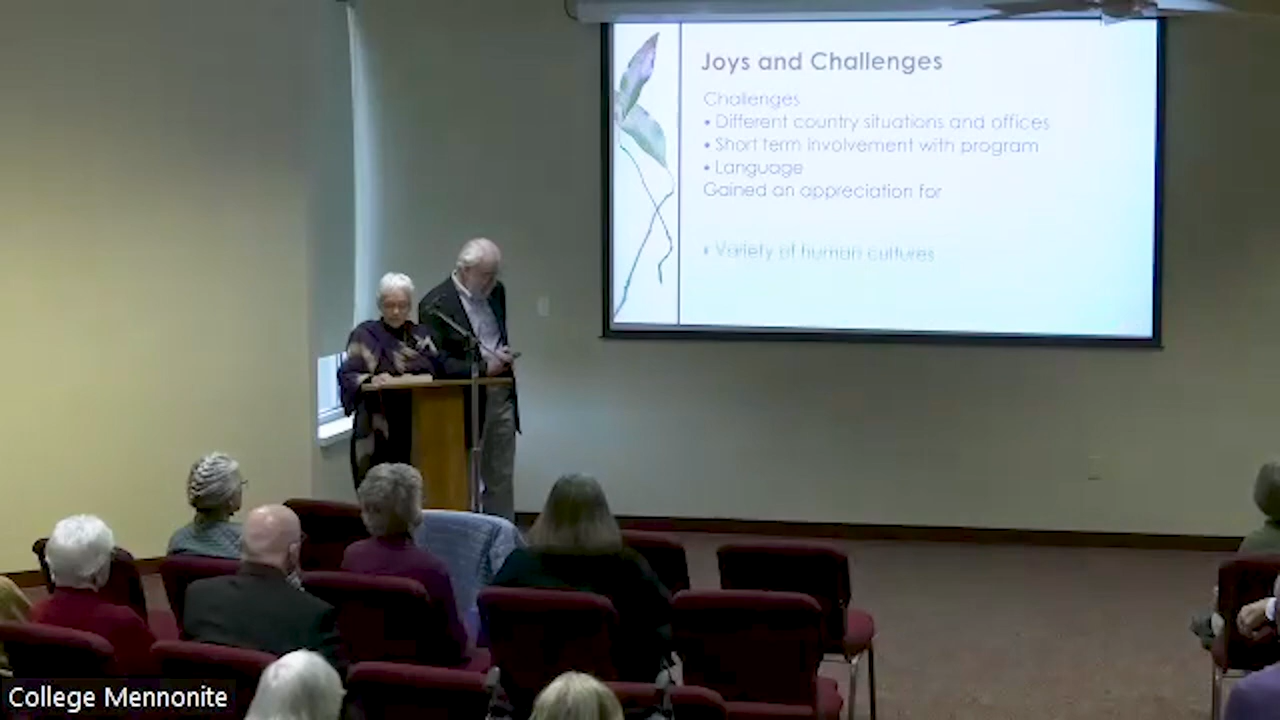 Joys and Challenges
Challenges
• Different country situations and offices
• Short term involvement with program
• Language
Gained an appreciation for
• Variety of human cultures
College Mennonite